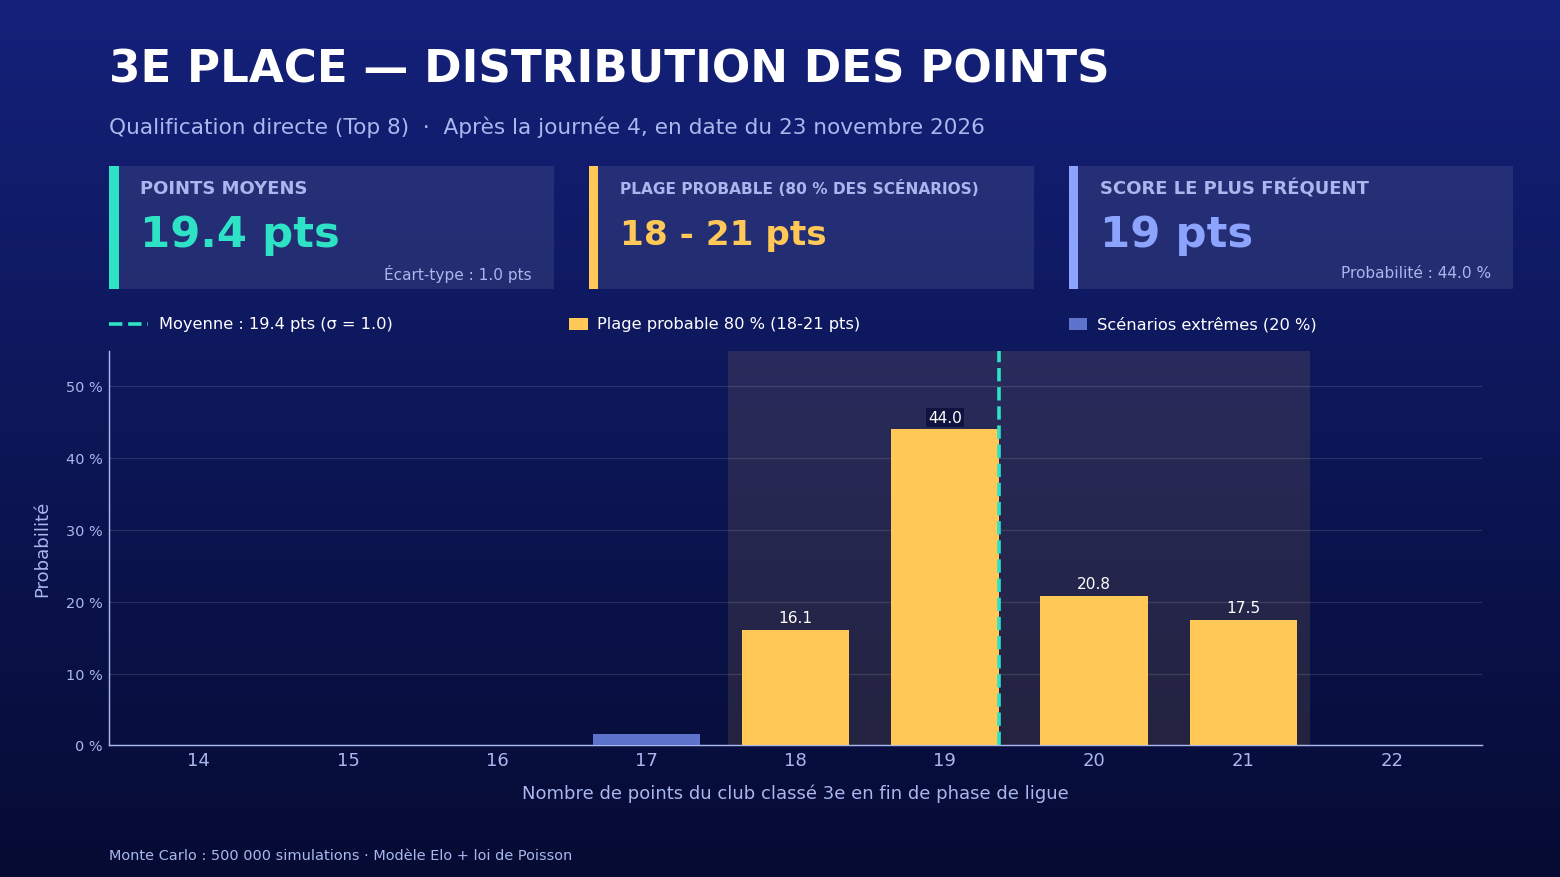 3E PLACE — DISTRIBUTION DES POINTS
Qualification directe (Top 8) · Après la journée 4, en date du 23 novembre 2026
POINTS MOYENS
19.4 pts
Écart-type : 1.0 pts
PLAGE PROBABLE (80 % DES SCÉNARIOS)
18 - 21 pts
SCORE LE PLUS FRÉQUENT
19 pts
Probabilité : 44.0 %
Moyenne : 19.4 pts (σ = 1.0)
Plage probable 80 % (18-21 pts)
Scénarios extrêmes (20 %)
Probabilité
50 %
40 %
30 %
20 %
10 %
0 %
16.1
44.0
20.8
17.5
14 15 16 17 18 19 20 21 22
Nombre de points du club classé 3e en fin de phase de ligue
Monte Carlo : 500 000 simulations · Modèle Elo + loi de Poisson